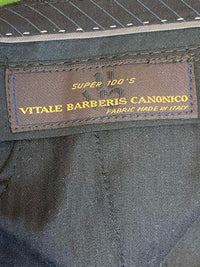 SUPER 100'S
VITALE BARBERIS CANONICO
FABRIC MADE IN ITALY